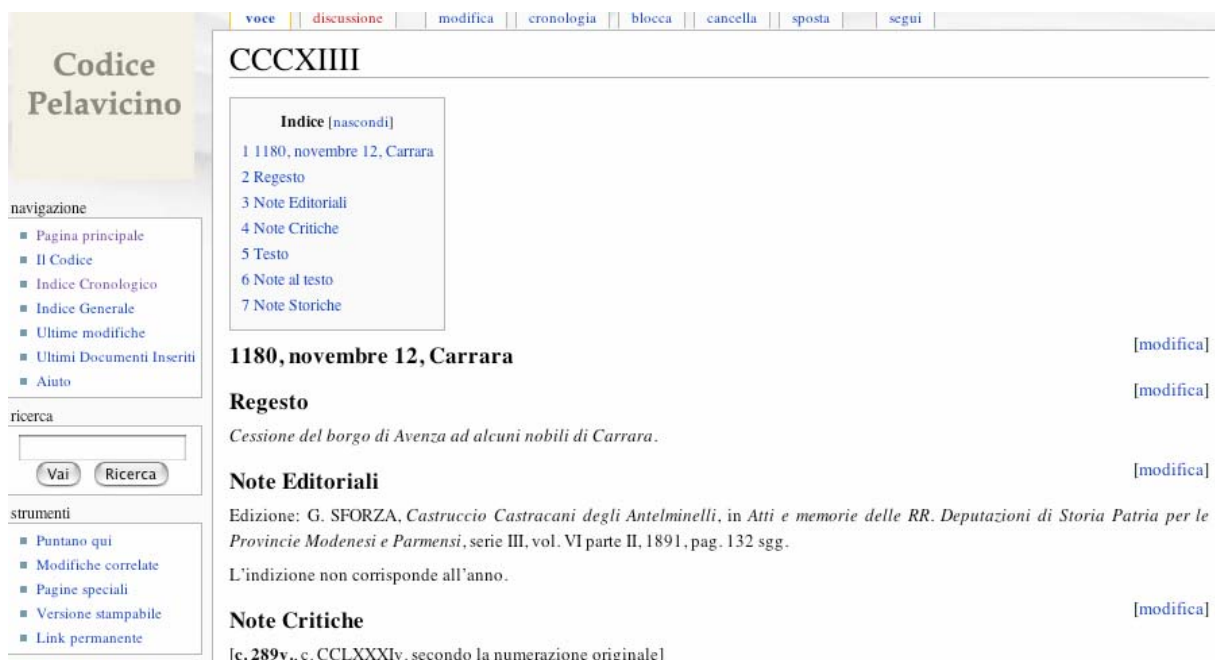 voce discussione modifica cronologia blocca cancella sposta segui
Codice
Pelavicino
navigazione
Pagina principale
Il Codice
Indice Cronologico
Indice Generale
Ultime modifiche
Ultimi Documenti Inseriti
Aiuto
ricerca
Vai Ricerca
strumenti
Puntano qui
Modifiche correlate
Pagine speciali
Versione stampabile
Link permanente
CCCXIIII
Indice [nascondi]
1 1180, novembre 12, Carrara
2 Regesto
3 Note Editoriali
4 Note Critiche
5 Testo
6 Note al testo
7 Note Storiche
1180, novembre 12, Carrara [modifica]
Regesto [modifica]
Cessione del borgo di Avenza ad alcuni nobili di Carrara.
Note Editoriali [modifica]
Edizione: G. SFORZA, Castruccio Castracani degli Antelminelli, in Atti e memorie delle RR. Deputazioni di Storia Patria per le
Provincie Modenesi e Parmensi, serie III, vol. VI parte II, 1891, pag. 132 sgg.
L'indizione non corrisponde all'anno.
Note Critiche [modifica]
[c. 289v., c. CCLXXXIv. secondo la numerazione originale]